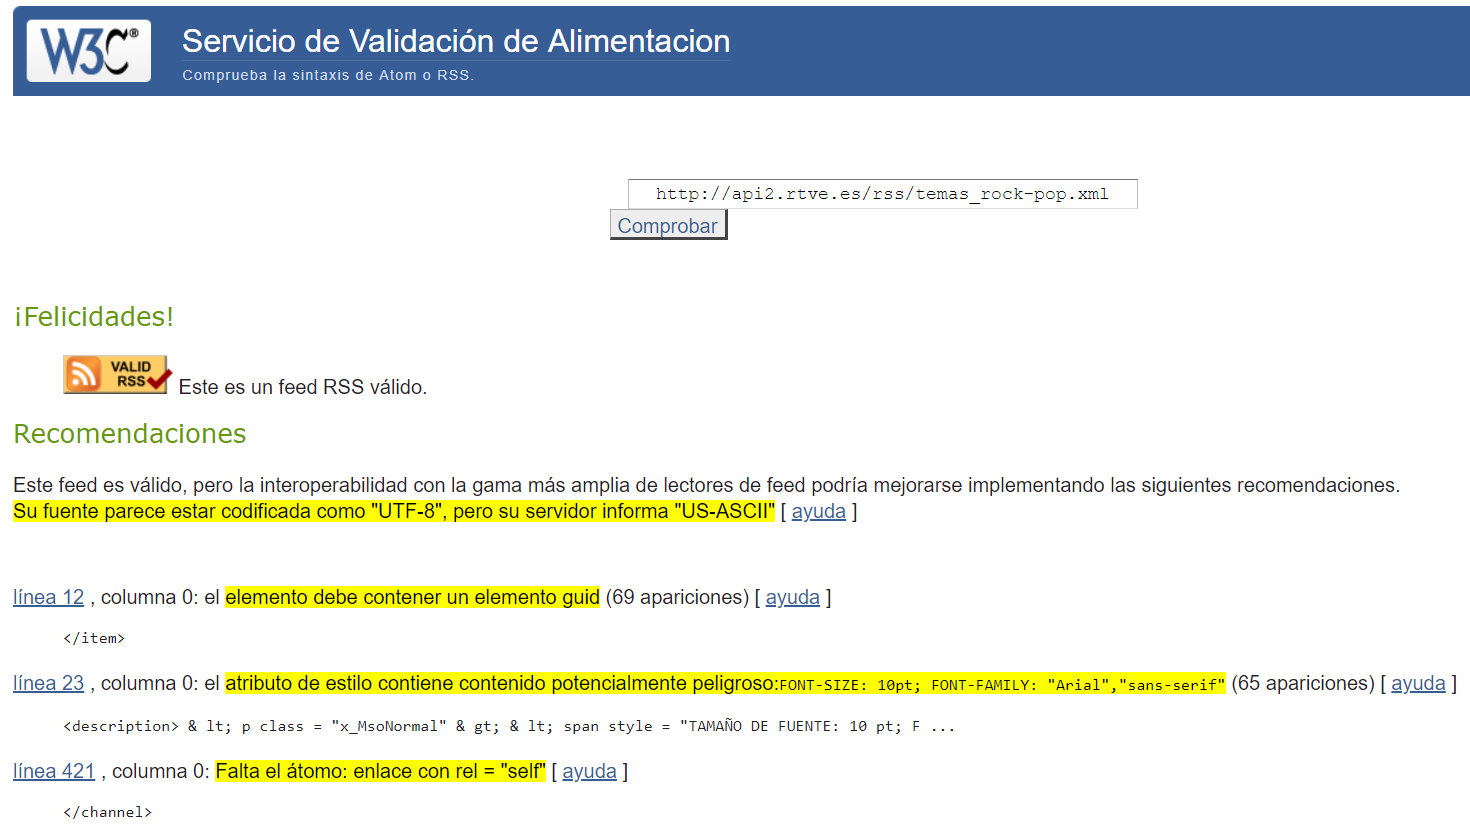 W3C®
Servicio de Validación de Alimentacion
Comprueba la sintaxis de Atom o RSS.
http://api2.rtve.es/rss/temas_rock-pop.xml
Comprobar
¡Felicidades!
VALID
RSS
Este es un feed RSS válido.
Recomendaciones
Este feed es válido, pero la interoperabilidad con la gama más amplia de lectores de feed podría mejorarse implementando las siguientes recomendaciones.
Su fuente parece estar codificada como "UTF-8", pero su servidor informa "US-ASCII" [ ayuda ]
línea 12 , columna 0: el elemento debe contener un elemento guid (69 apariciones) [ ayuda ]
</item>
línea 23 , columna 0: el atributo de estilo contiene contenido potencialmente peligroso:FONT-SIZE: 10pt; FONT-FAMILY: "Arial","sans-serif" (65 apariciones) [ ayuda ]
<description> & lt; p class = "x_MsoNormal" & gt; & lt; span style = "TAMAÑO DE FUENTE: 10 pt; F ...
línea 421 , columna 0: Falta el átomo: enlace con rel = "self" [ ayuda ]
</channel>